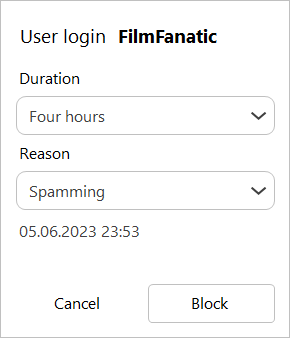 User login FilmFanatic
Duration
Four hours
Reason
Spamming
05.06.2023 23:53
Cancel Block